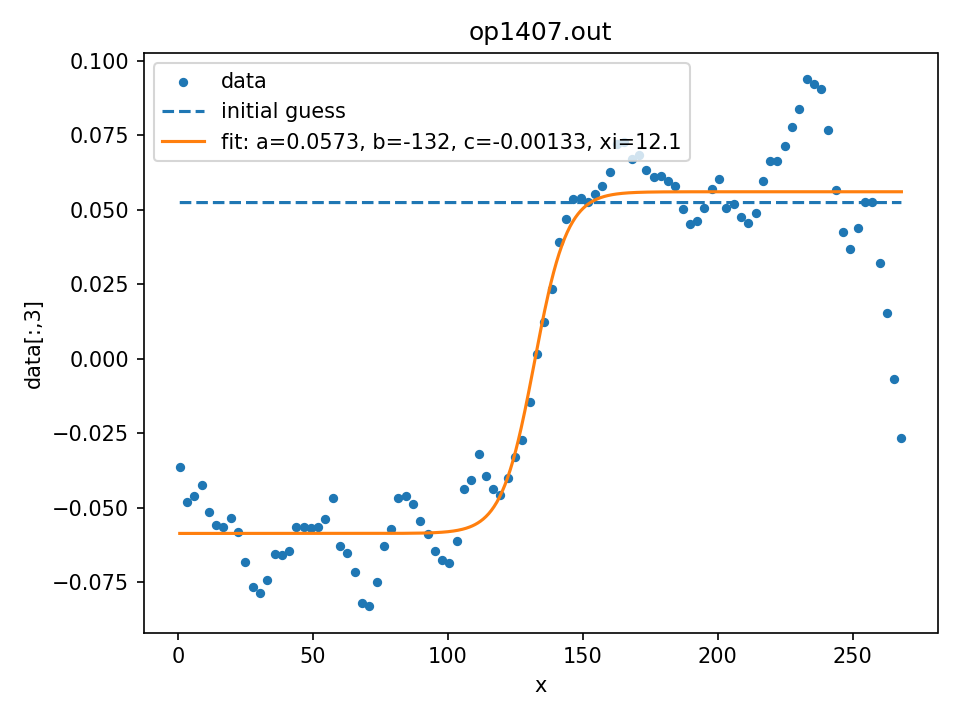 op1407.out
data
initial guess
fit: a=0.0573, b=-132, c=-0.00133, xi=12.1
data[:,3]
0.100
0.075
0.050
0.025
0.000
−0.025
−0.050
−0.075
0
50
100
150
200
250
x